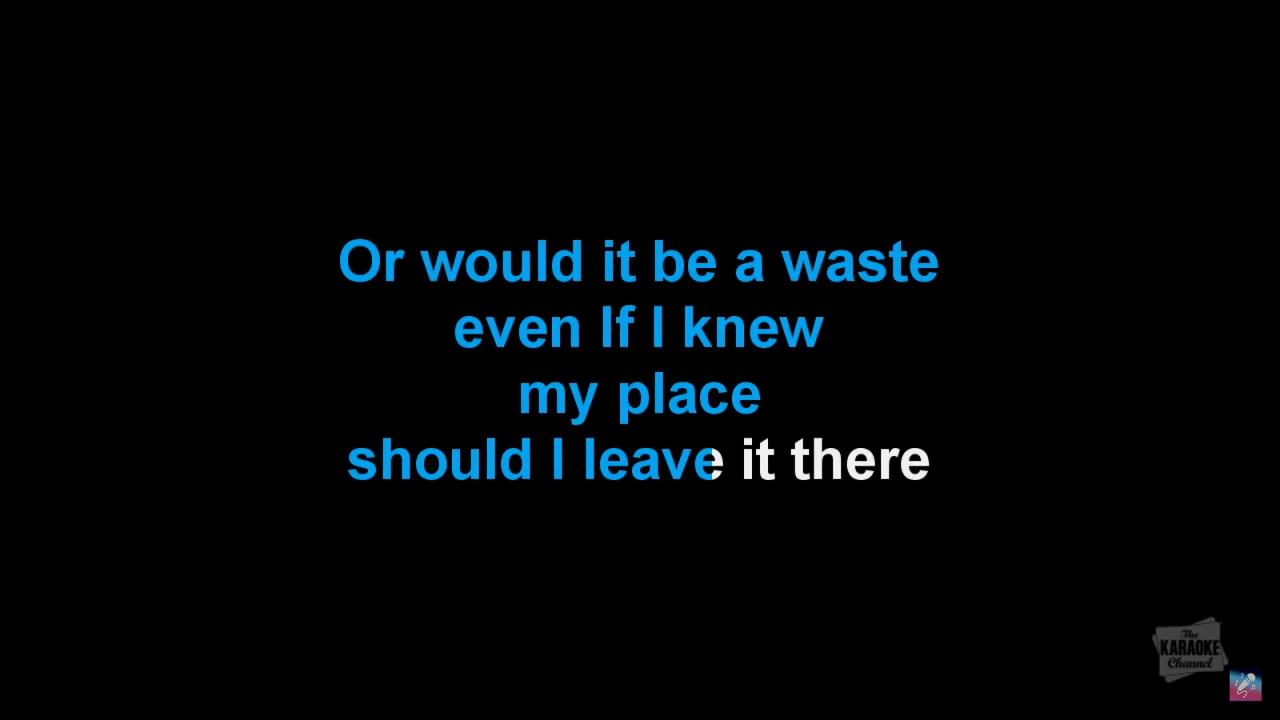 Or would it be a waste
even If I knew
my place
should I leave it there
The
KARAOKE
Channel